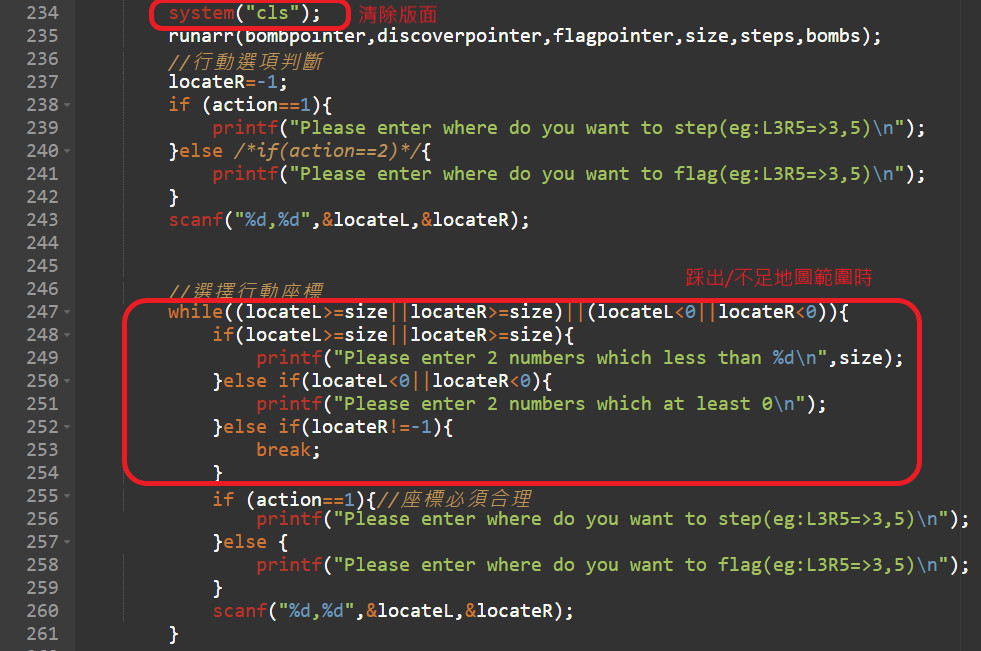 234 system("cls"); 清除版面
235 runarr(bombpointer,discoverpointer,flagpointer,size,steps,bombs);
236 //行動選項判斷
237 locateR=-1;
238 if (action==1){
239 printf("Please enter where do you want to step(eg:L3R5=>3,5)\n");
240 }else /*if(action==2)*/{
241 printf("Please enter where do you want to flag(eg:L3R5=>3,5)\n");
242 }
243 scanf("%d,%d",&locateL,&locateR);
244
245
踩出/不足地圖範圍時
246 //選擇行動座標
247 while((locateL>=size||locateR>=size)||(locateL<0||locateR<0)){
248 if(locateL>=size||locateR>=size){
249 printf("Please enter 2 numbers which less than %d\n",size);
250 }else if(locateL<0||locateR<0){
251 printf("Please enter 2 numbers which at least 0\n");
252 }else if(locateR!=-1){
253 break;
254 }
255 if (action==1){//座標必須合理
256 printf("Please enter where do you want to step(eg:L3R5=>3,5)\n");
257 }else {
258 printf("Please enter where do you want to flag(eg:L3R5=>3,5)\n");
259 }
260 scanf("%d,%d",&locateL,&locateR);
261 }